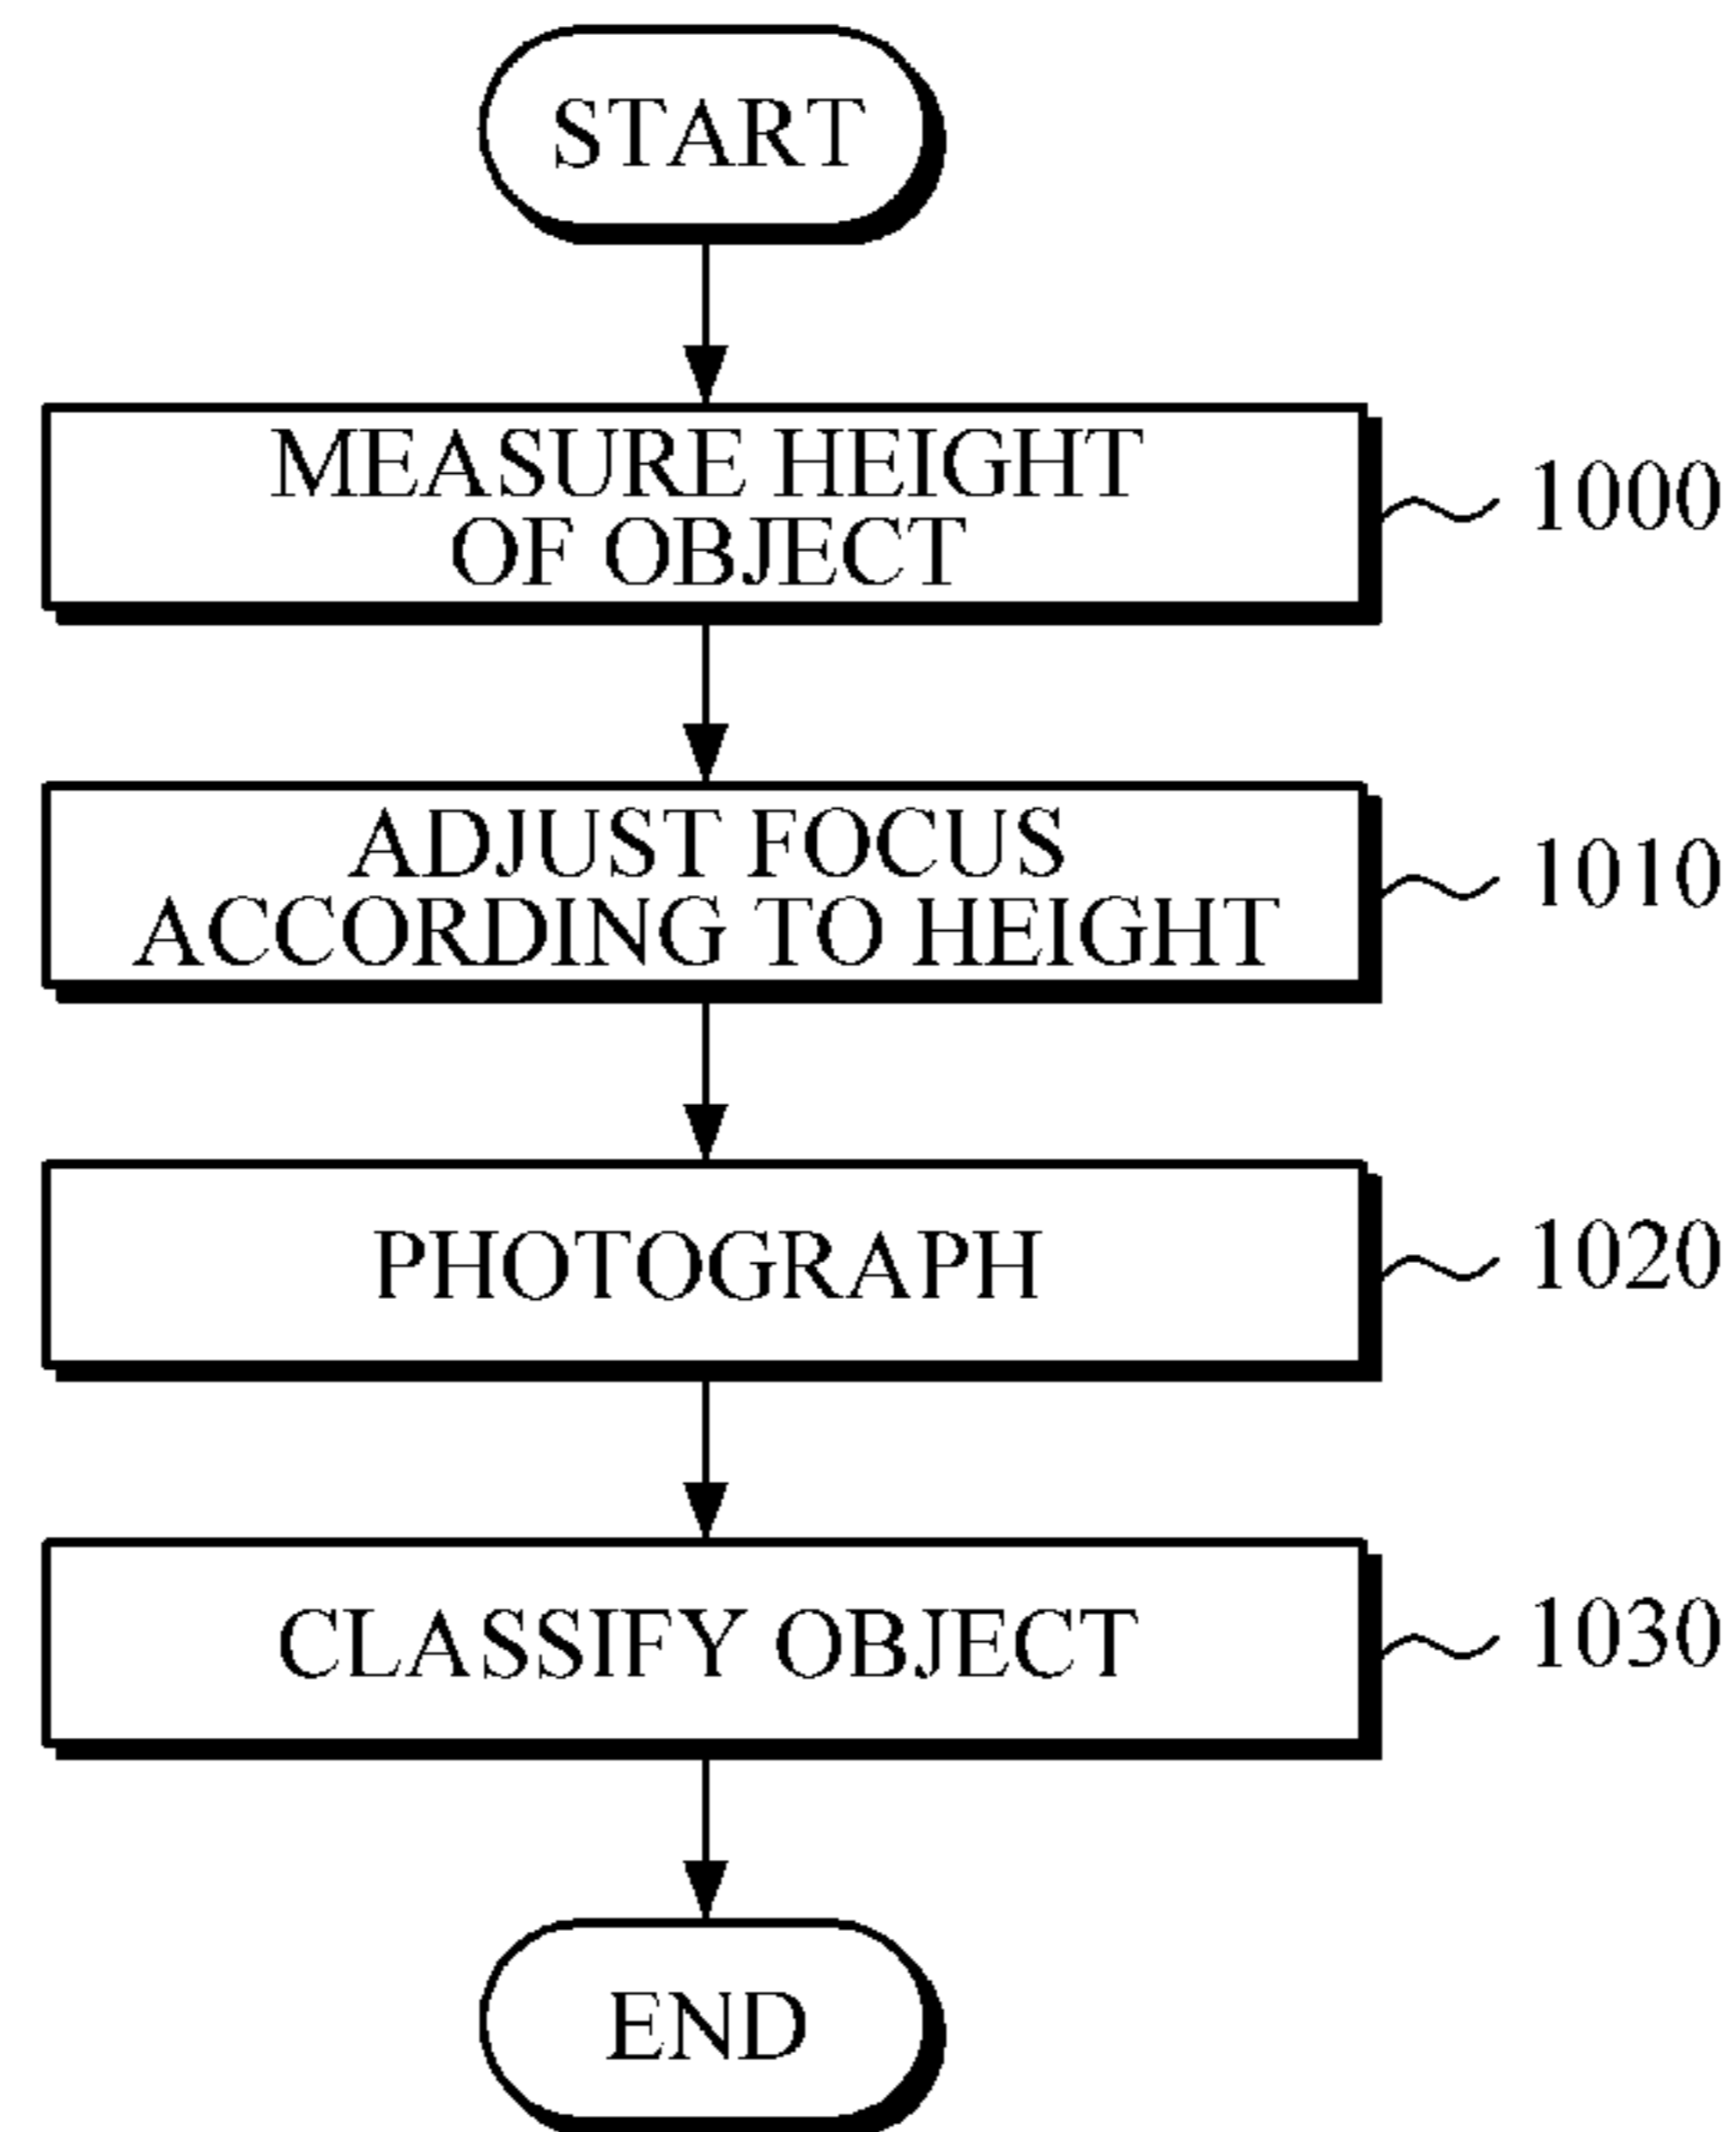 START
MEASURE HEIGHT
OF OBJECT
1000
ADJUST FOCUS
ACCORDING TO HEIGHT
1010
PHOTOGRAPH
1020
CLASSIFY OBJECT
1030
END